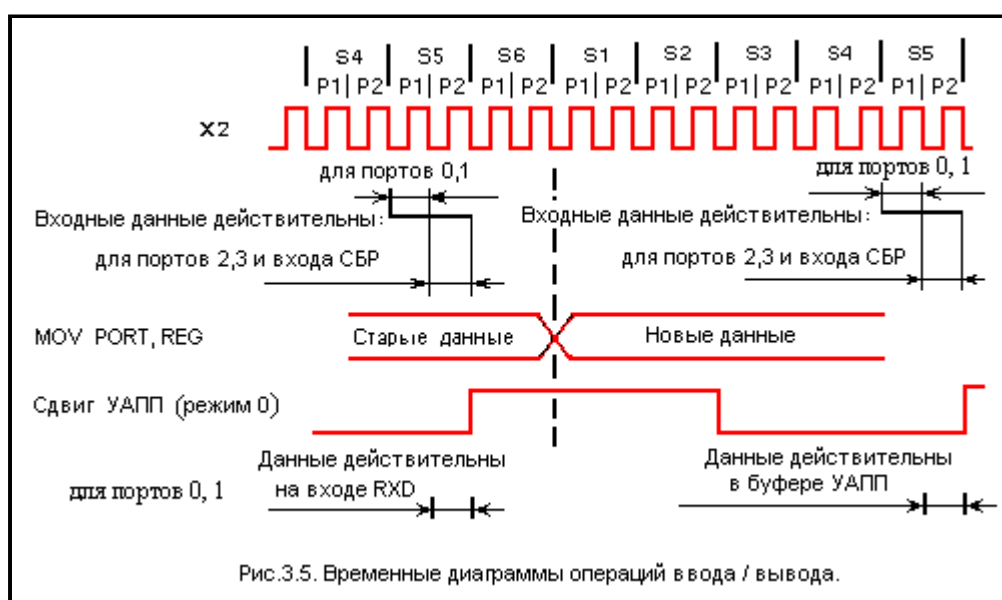 S4 S5 S6 S1 S2 S3 S4 S5
P1 P2 P1 P2 P1 P2 P1 P2 P1 P2 P1 P2 P1 P2 P1 P2
X2
для портов 0,1
для портов 0, 1
Входные данные действительны:
Входные данные действительны:
для портов 2,3 и входа СБР
для портов 2,3 и входа СБР
MOV PORT, REG
Старые данные
Новые данные
Сдвиг УАПП (режим 0)
Данные действительны
на входе RXD
Данные действительны
в буфере УАПП
для портов 0, 1
Рис.3.5. Временные диаграммы операций ввода / вывода.